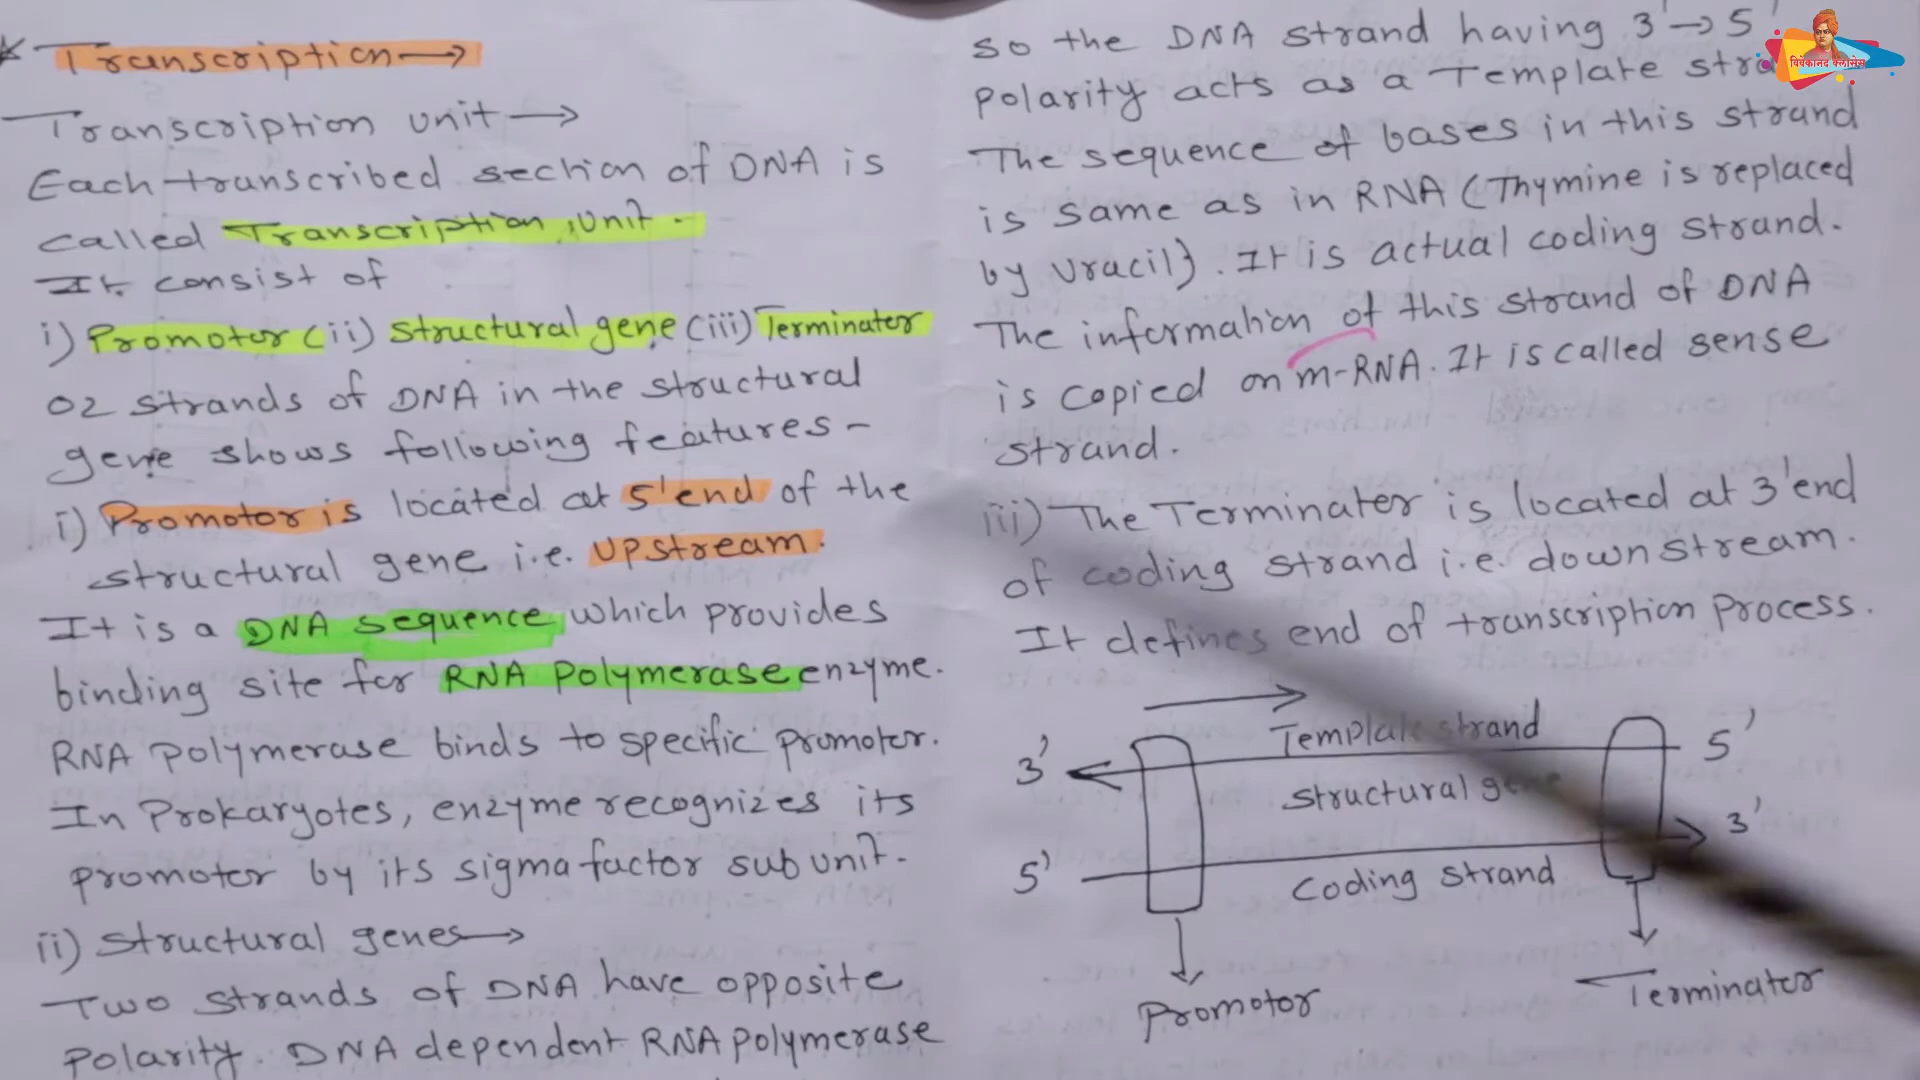 Transcription →
Transcription unit →
Each transcribed section of DNA is
called Transcription unit.
It consist of
i) Promotor (ii) Structural gene (iii) Terminater
02 strands of DNA in the structural
gene shows following features -
i) Promotor is located at 5' end of the
structural gene i.e. Upstream.
It is a DNA sequence which provides
binding site for RNA Polymerase enzyme.
RNA polymerase binds to specific promoter.
In Prokaryotes, enzyme recognizes its
promoter by its sigma factor sub unit.
ii) Structural genes →
Two strands of DNA have opposite
Polarity. DNA dependent RNA polymerase
so the DNA strand having 3' → 5'
polarity acts as a Template
The sequence of bases in this strand
is same as in RNA (Thymine is replaced
by Uracil). It is actual coding strand.
The information of this strand of DNA
is copied on m-RNA. It is called sense
strand.
iii) The Terminater is located at 3' end
of coding strand i.e. downstream.
It defines end of transcription process.
Template strand
3' 5'
Structural gene
3'
5'
Coding strand
Promotor
Terminater
विवेकानंद क्लासेस